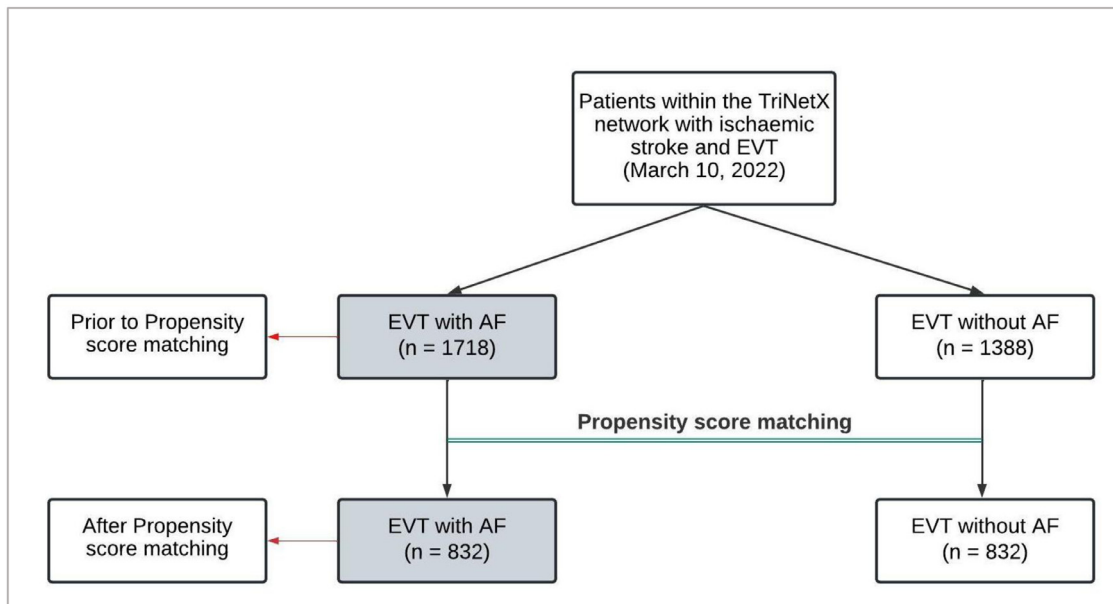 Patients within the TriNetX
network with ischaemic
stroke and EVT
(March 10, 2022)
Prior to Propensity
score matching
EVT with AF
(n = 1718)
EVT without AF
(n = 1388)
Propensity score matching
After Propensity
score matching
EVT with AF
(n = 832)
EVT without AF
(n = 832)